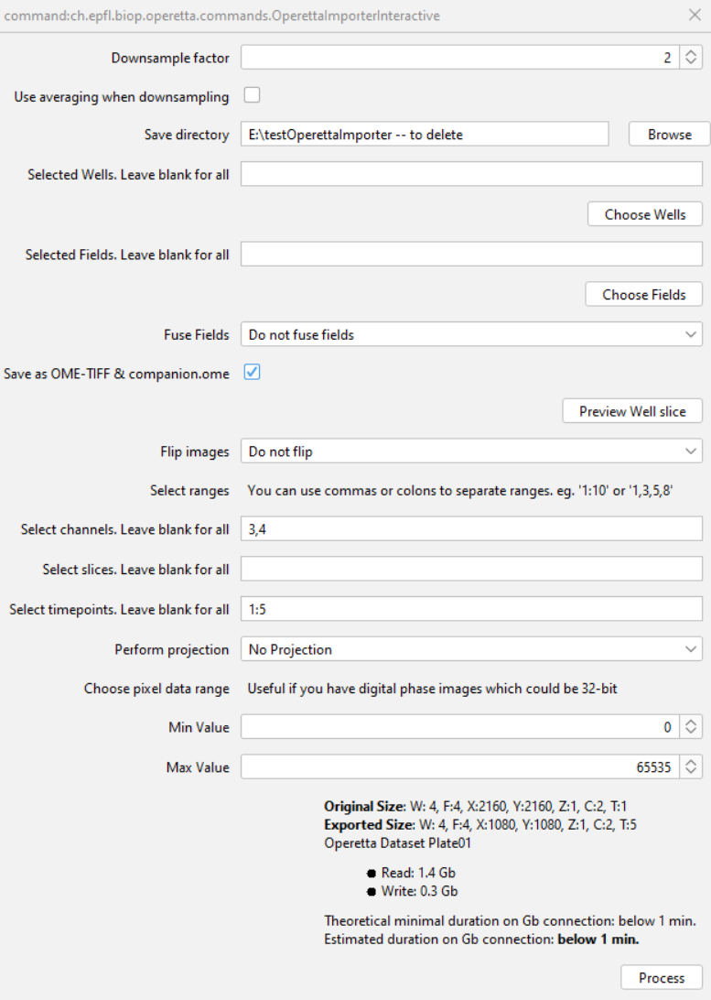 command:ch.epfl.biop.operetta.commands.OperettaImporterInteractive
Downsample factor 2
Use averaging when downsampling
Save directory E:\testOperettaImporter -- to delete Browse
Selected Wells. Leave blank for all
Choose Wells
Selected Fields. Leave blank for all
Choose Fields
Fuse Fields Do not fuse fields
Save as OME-TIFF & companion.ome
Preview Well slice
Flip images Do not flip
Select ranges You can use commas or colons to separate ranges. eg. '1:10' or '1,3,5,8'
Select channels. Leave blank for all 3,4
Select slices. Leave blank for all
Select timepoints. Leave blank for all 1:5
Perform projection No Projection
Choose pixel data range Useful if you have digital phase images which could be 32-bit
Min Value 0
Max Value 65535
Original Size: W: 4, F:4, X:2160, Y:2160, Z:1, C:2, T:1
Exported Size: W: 4, F:4, X:1080, Y:1080, Z:1, C:2, T:5
Operetta Dataset Plate01
● Read: 1.4 Gb
● Write: 0.3 Gb
Theoretical minimal duration on Gb connection: below 1 min.
Estimated duration on Gb connection: below 1 min.
Process